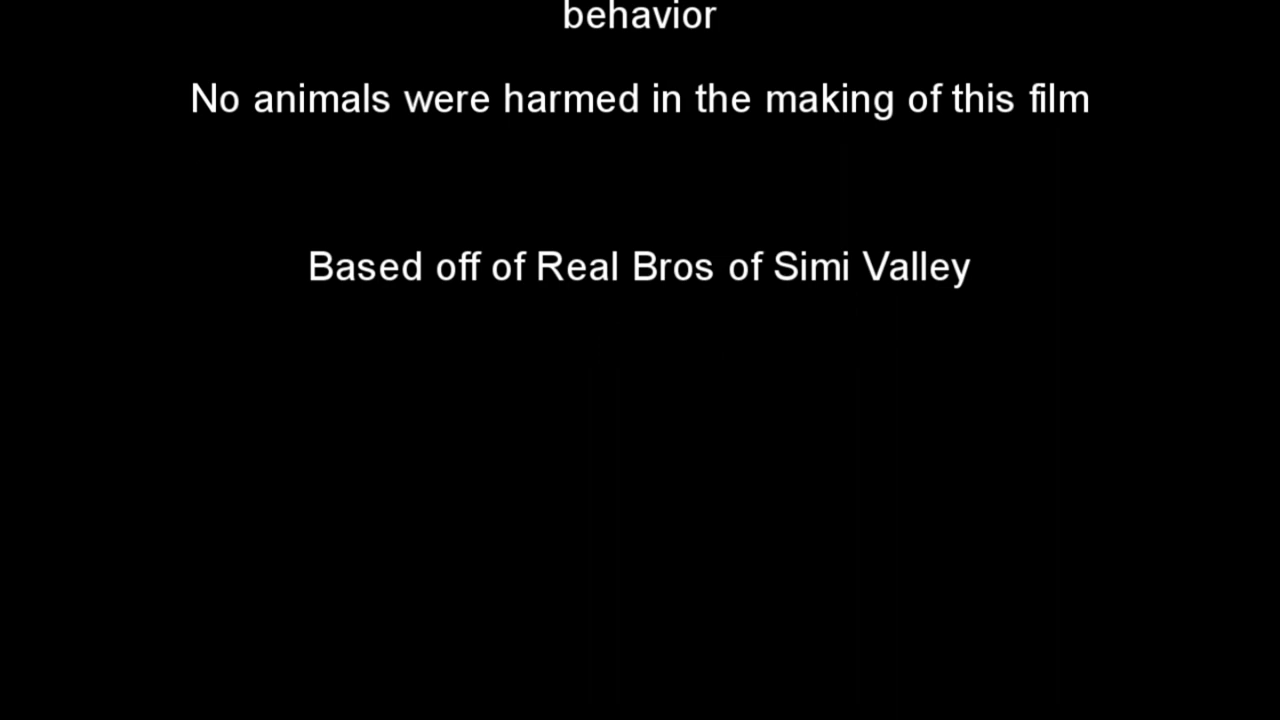 behavior
No animals were harmed in the making of this film
Based off of Real Bros of Simi Valley